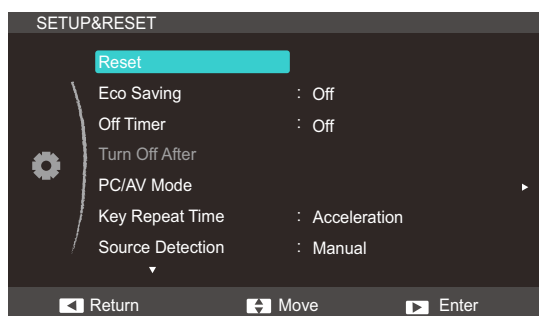 SETUP&RESET
Reset
Eco Saving : Off
Off Timer : Off
Turn Off After
PC/AV Mode
Key Repeat Time : Acceleration
Source Detection : Manual
Return Move Enter